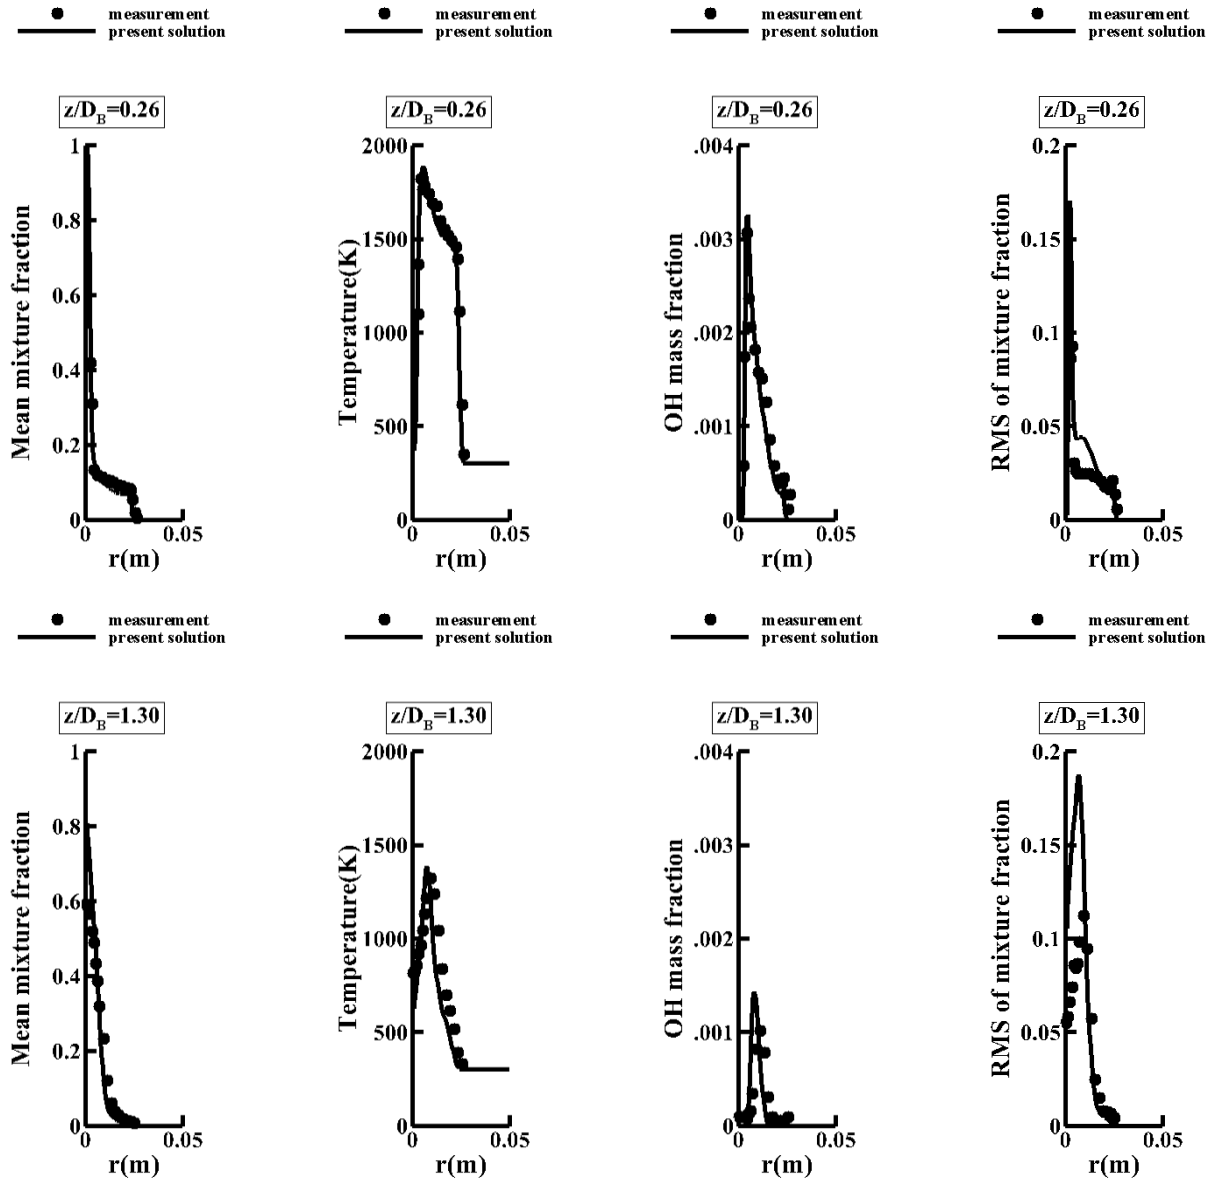 measurement
present solution
measurement
present solution
measurement
present solution
measurement
present solution
z/D_B=0.26
z/D_B=0.26
z/D_B=0.26
z/D_B=0.26
Mean mixture fraction
1
0.8
0.6
0.4
0.2
0
0
0.05
r(m)
Temperature(K)
2000
1500
1000
500
0
0
0.05
r(m)
OH mass fraction
.004
.003
.002
.001
0
0
0.05
r(m)
RMS of mixture fraction
0.2
0.15
0.1
0.05
0
0
0.05
r(m)
measurement
present solution
measurement
present solution
measurement
present solution
measurement
present solution
z/D_B=1.30
z/D_B=1.30
z/D_B=1.30
z/D_B=1.30
Mean mixture fraction
1
0.8
0.6
0.4
0.2
0
0
0.05
r(m)
Temperature(K)
2000
1500
1000
500
0
0
0.05
r(m)
OH mass fraction
.004
.003
.002
.001
0
0
0.05
r(m)
RMS of mixture fraction
0.2
0.15
0.1
0.05
0
0
0.05
r(m)